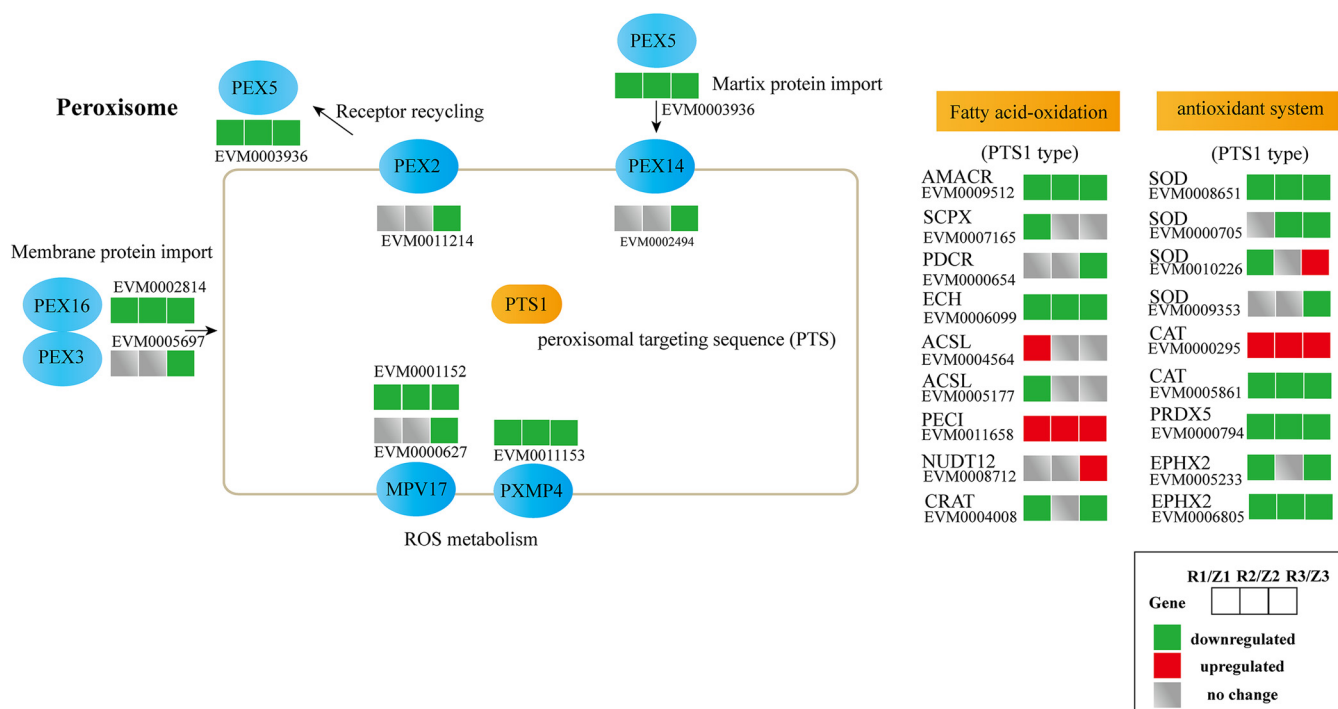 Peroxisome
PEX5
EVM0003936
Receptor recycling
PEX5
Martix protein import
EVM0003936
PEX2
EVM0011214
PEX14
EVM0002494
Membrane protein import
PEX16
EVM0002814
EVM0005697
PEX3
PTS1
peroxisomal targeting sequence (PTS)
EVM0001152
EVM0000627
MPV17
EVM0011153
PXMP4
ROS metabolism
Fatty acid-oxidation
(PTS1 type)
AMACR
EVM0009512
SCPX
EVM0007165
PDCR
EVM0000654
ECH
EVM0006099
ACSL
EVM0004564
ACSL
EVM0005177
PECI
EVM0011658
NUDT12
EVM0008712
CRAT
EVM0004008
antioxidant system
(PTS1 type)
SOD
EVM0008651
SOD
EVM0000705
SOD
EVM0010226
SOD
EVM0009353
CAT
EVM0000295
CAT
EVM0005861
PRDX5
EVM0000794
EPHX2
EVM0005233
EPHX2
EVM0006805
R1/Z1 R2/Z2 R3/Z3
Gene
downregulated
upregulated
no change